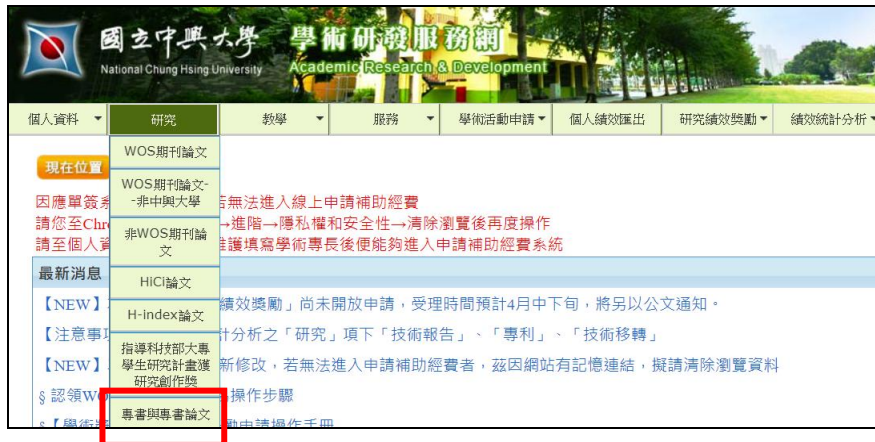 國立中興大學 學術研發服務網
National Chung Hsing University Academic Research & Development
個人資料 研究 教學 服務 學術活動申請 個人績效匯出 研究績效獎勵 績效統計分析
WOS期刊論文
現在位置
WOS期刊論文-
-非中興大學
因應單簽 若無法進入線上申請補助經費
請您至Chr →進階→隱私權和安全性→清除瀏覽後再度操作
非WOS期刊論
文
請至個人 維護填寫學術專長後便能夠進入申請補助經費系統
最新消息
HiCi論文
【NEW】 績效獎勵」尚未開放申請,受理時間預計4月中下旬,將另以公文通知。
H-index論文
【注意事 計分析之「研究」項下「技術報告」、「專利」、「技術移轉」
指導科技部大專
學生研究計畫獲
研究創作獎
【NEW】 新修改,若無法進入申請補助經費者,茲因網站有記憶連結,擬請清除瀏覽資料
§認領WO 操作步驟
專書與專書論文
§【學術 勵申請操作手冊